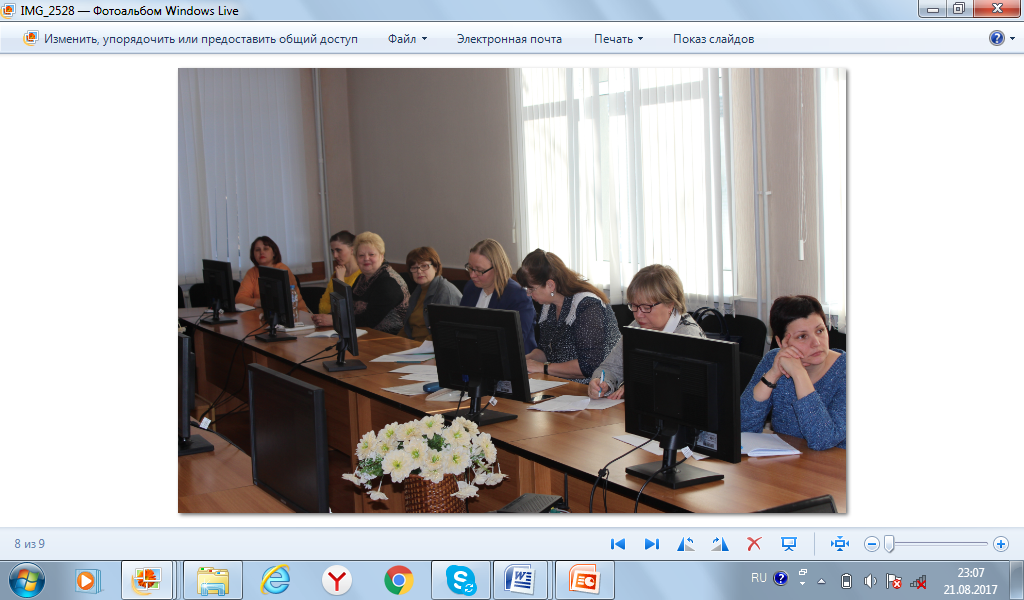 IMG_2528 — Фотоальбом Windows Live
Изменить, упорядочить или предоставить общий доступ Файл Электронная почта Печать Показ слайдов
8 из 9
RU
23:07
21.08.2017